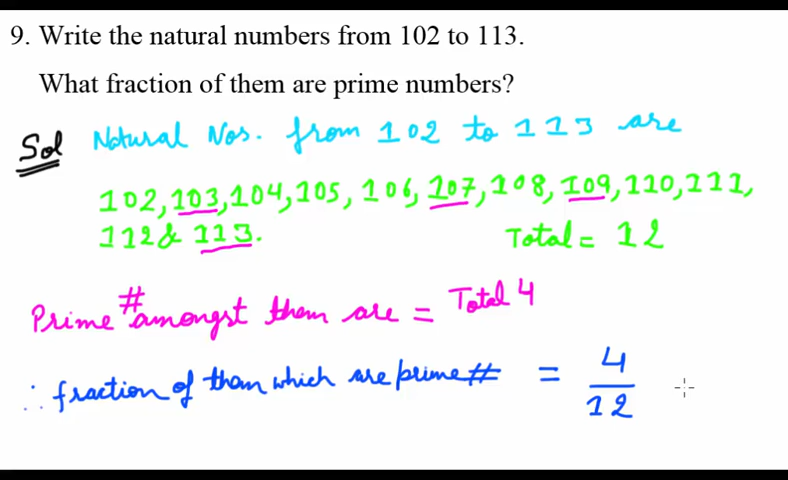 9. Write the natural numbers from 102 to 113.
What fraction of them are prime numbers?
Sol Natural Nos. from 102 to 113 are
102, 103, 104, 105, 106, 107, 108, 109, 110, 111,
112 & 113. Total = 12
Prime # amongst them are = Total 4
∴ fraction of them which are prime # = 4/12